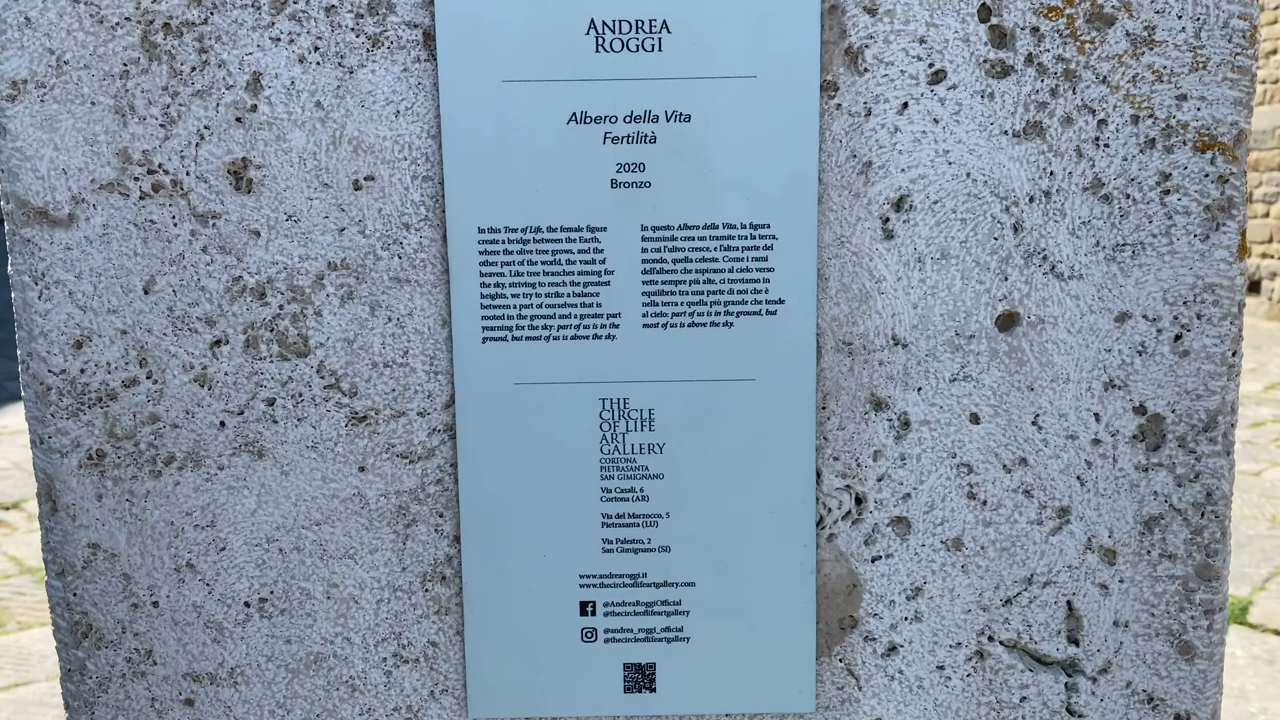 ANDREA
ROGGI
Albero della Vita
Fertilità
2020
Bronzo
In this Tree of Life, the female figure
create a bridge between the Earth,
where the olive tree grows, and the
other part of the world, the vault of
heaven. Like tree branches aiming for
the sky, striving to reach the greatest
heights, we try to strike a balance
between a part of ourselves that is
rooted in the ground and a greater part
yearning for the sky: part of us is in the
ground, but most of us is above the sky.
In questo Albero della Vita, la figura
femminile crea un tramite tra la terra,
in cui l'ulivo cresce, e l'altra parte del
mondo, quella celeste. Come i rami
dell'albero che aspirano al cielo verso
vette sempre più alte, ci troviamo in
equilibrio tra una parte di noi che è
nella terra e quella più grande che tende
al cielo: part of us is in the ground, but
most of us is above the sky.
THE
CIRCLE
OF LIFE
ART
GALLERY
CORTONA
PIETRASANTA
SAN GIMIGNANO
Via Casali, 6
Cortona (AR)
Via del Marzocco, 5
Pietrasanta (LU)
Via Palestro, 2
San Gimignano (SI)
www.andrearoggi.it
www.thecircleoflifeartgallery.com
@AndreaRoggiOfficial
@thecircleoflifeartgallery
@andrea_roggi_official
@thecircleoflifeartgallery